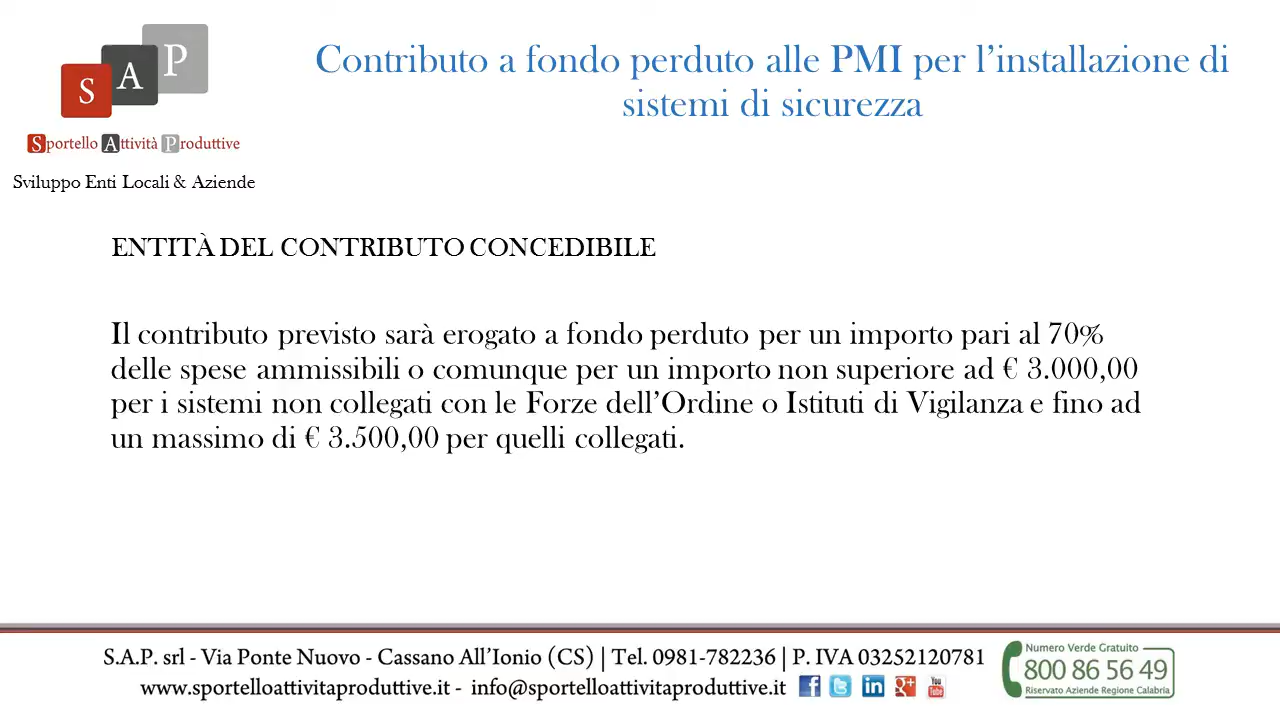 S A P
Sportello Attività Produttive
Sviluppo Enti Locali & Aziende
Contributo a fondo perduto alle PMI per l’installazione di
sistemi di sicurezza
ENTITÀ DEL CONTRIBUTO CONCEDIBILE
Il contributo previsto sarà erogato a fondo perduto per un importo pari al 70%
delle spese ammissibili o comunque per un importo non superiore ad € 3.000,00
per i sistemi non collegati con le Forze dell’Ordine o Istituti di Vigilanza e fino ad
un massimo di € 3.500,00 per quelli collegati.
S.A.P. srl - Via Ponte Nuovo - Cassano All’Ionio (CS) | Tel. 0981-782236 | P. IVA 03252120781
www.sportelloattivitaproduttive.it - info@sportelloattivitaproduttive.it
Numero Verde Gratuito
800 86 56 49
Riservato Aziende Regione Calabria